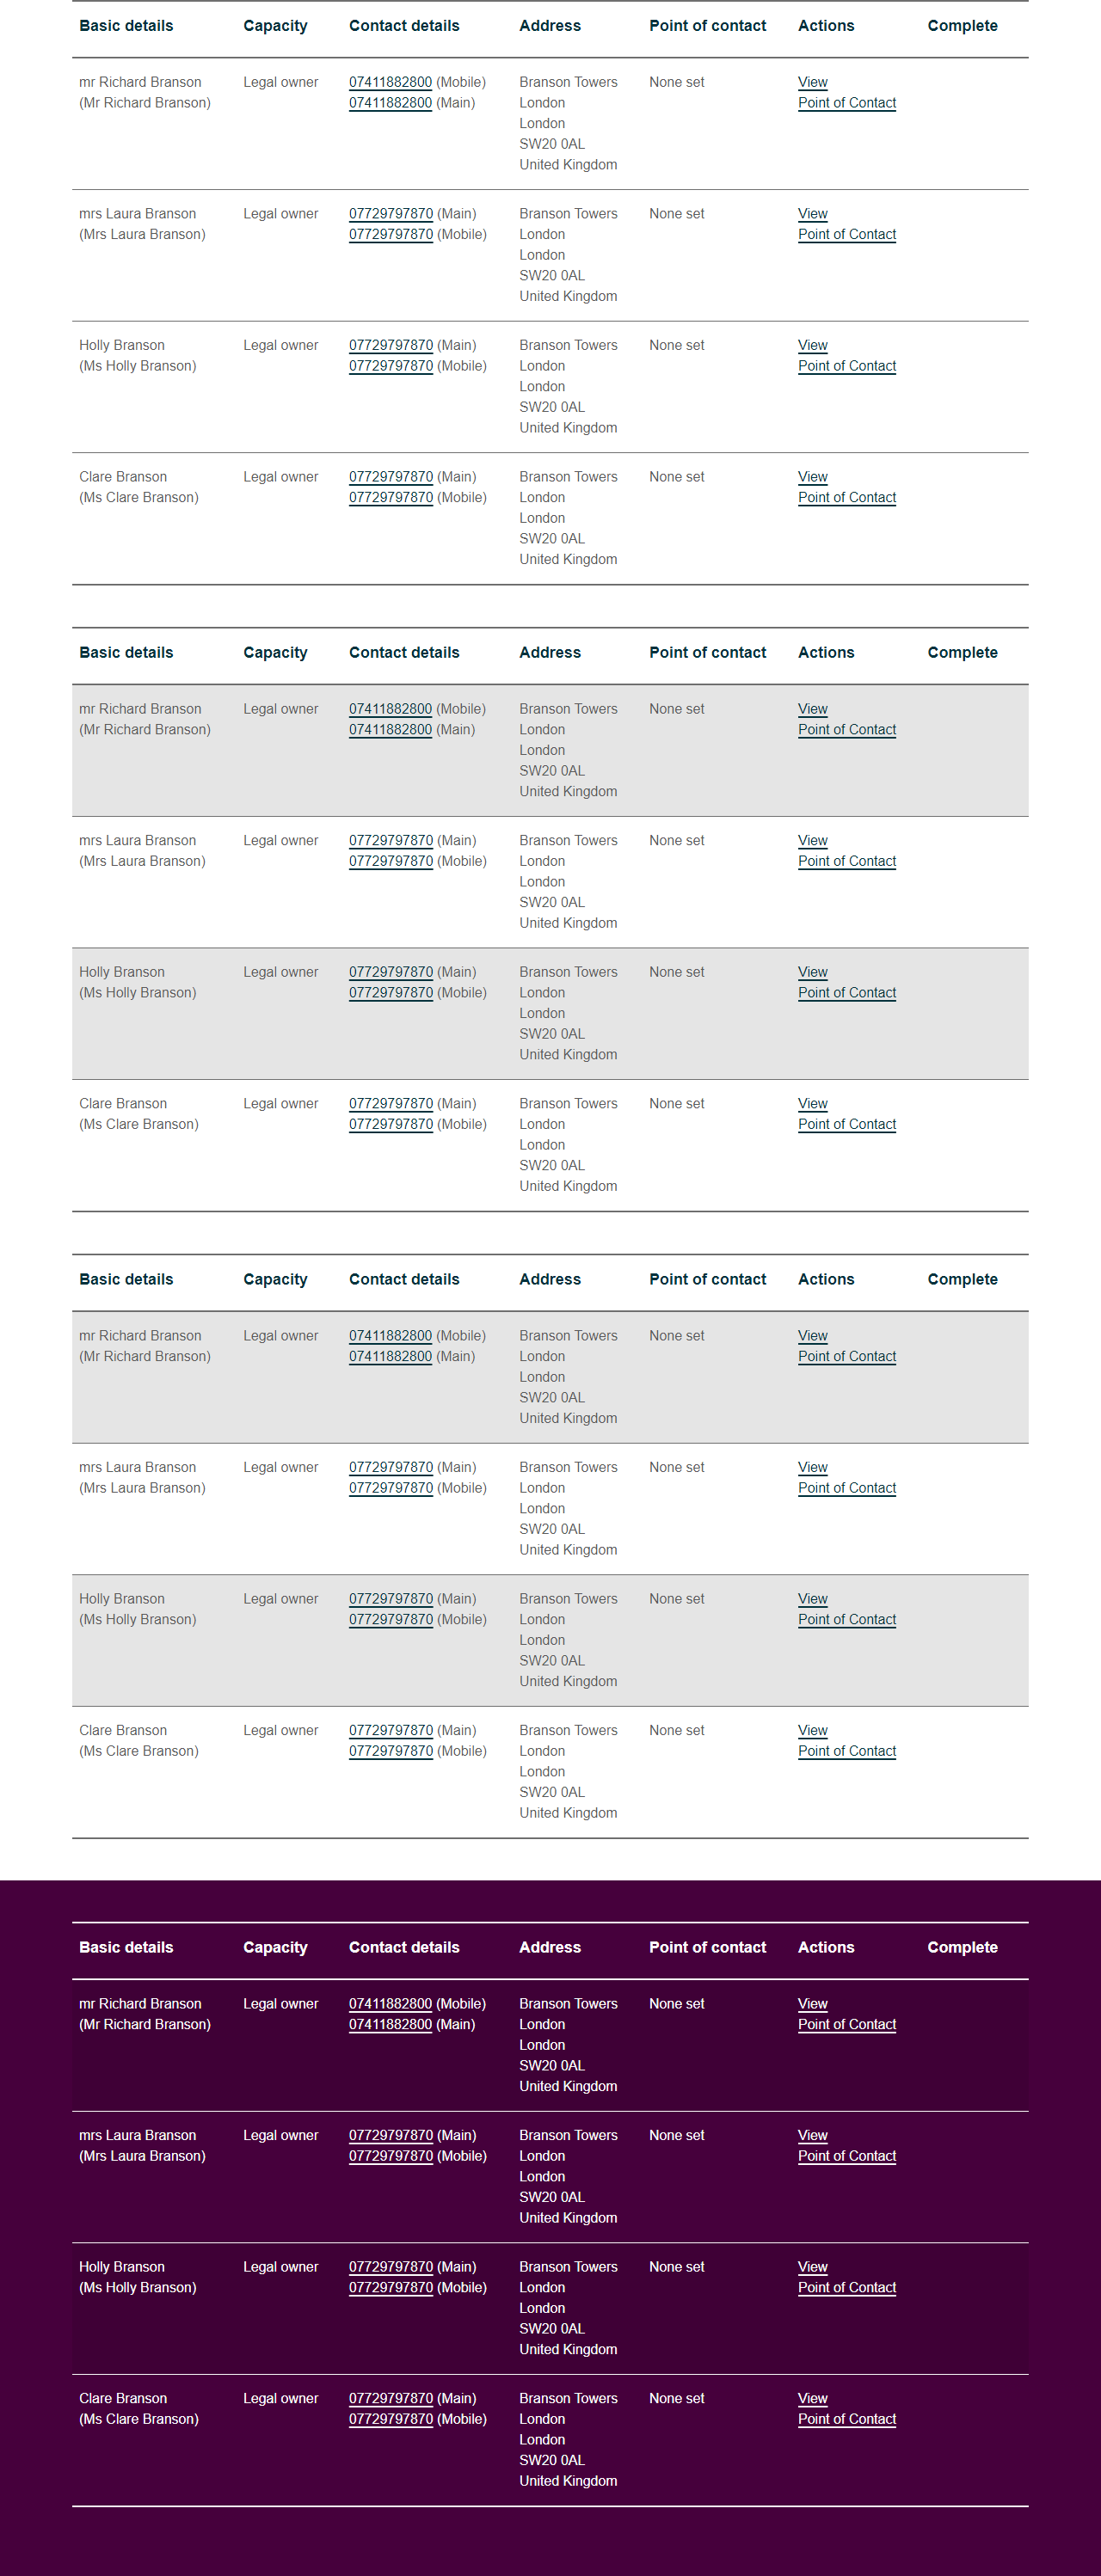 Basic details Capacity Contact details Address Point of contact Actions Complete
mr Richard Branson Legal owner 07411882800 (Mobile) Branson Towers None set View
(Mr Richard Branson) 07411882800 (Main) London Point of Contact
London
SW20 0AL
United Kingdom
mrs Laura Branson Legal owner 07729797870 (Main) Branson Towers None set View
(Mrs Laura Branson) 07729797870 (Mobile) London Point of Contact
London
SW20 0AL
United Kingdom
Holly Branson Legal owner 07729797870 (Main) Branson Towers None set View
(Ms Holly Branson) 07729797870 (Mobile) London Point of Contact
London
SW20 0AL
United Kingdom
Clare Branson Legal owner 07729797870 (Main) Branson Towers None set View
(Ms Clare Branson) 07729797870 (Mobile) London Point of Contact
London
SW20 0AL
United Kingdom
Basic details Capacity Contact details Address Point of contact Actions Complete
mr Richard Branson Legal owner 07411882800 (Mobile) Branson Towers None set View
(Mr Richard Branson) 07411882800 (Main) London Point of Contact
London
SW20 0AL
United Kingdom
mrs Laura Branson Legal owner 07729797870 (Main) Branson Towers None set View
(Mrs Laura Branson) 07729797870 (Mobile) London Point of Contact
London
SW20 0AL
United Kingdom
Holly Branson Legal owner 07729797870 (Main) Branson Towers None set View
(Ms Holly Branson) 07729797870 (Mobile) London Point of Contact
London
SW20 0AL
United Kingdom
Clare Branson Legal owner 07729797870 (Main) Branson Towers None set View
(Ms Clare Branson) 07729797870 (Mobile) London Point of Contact
London
SW20 0AL
United Kingdom
Basic details Capacity Contact details Address Point of contact Actions Complete
mr Richard Branson Legal owner 07411882800 (Mobile) Branson Towers None set View
(Mr Richard Branson) 07411882800 (Main) London Point of Contact
London
SW20 0AL
United Kingdom
mrs Laura Branson Legal owner 07729797870 (Main) Branson Towers None set View
(Mrs Laura Branson) 07729797870 (Mobile) London Point of Contact
London
SW20 0AL
United Kingdom
Holly Branson Legal owner 07729797870 (Main) Branson Towers None set View
(Ms Holly Branson) 07729797870 (Mobile) London Point of Contact
London
SW20 0AL
United Kingdom
Clare Branson Legal owner 07729797870 (Main) Branson Towers None set View
(Ms Clare Branson) 07729797870 (Mobile) London Point of Contact
London
SW20 0AL
United Kingdom
Basic details Capacity Contact details Address Point of contact Actions Complete
mr Richard Branson Legal owner 07411882800 (Mobile) Branson Towers None set View
(Mr Richard Branson) 07411882800 (Main) London Point of Contact
London
SW20 0AL
United Kingdom
mrs Laura Branson Legal owner 07729797870 (Main) Branson Towers None set View
(Mrs Laura Branson) 07729797870 (Mobile) London Point of Contact
London
SW20 0AL
United Kingdom
Holly Branson Legal owner 07729797870 (Main) Branson Towers None set View
(Ms Holly Branson) 07729797870 (Mobile) London Point of Contact
London
SW20 0AL
United Kingdom
Clare Branson Legal owner 07729797870 (Main) Branson Towers None set View
(Ms Clare Branson) 07729797870 (Mobile) London Point of Contact
London
SW20 0AL
United Kingdom